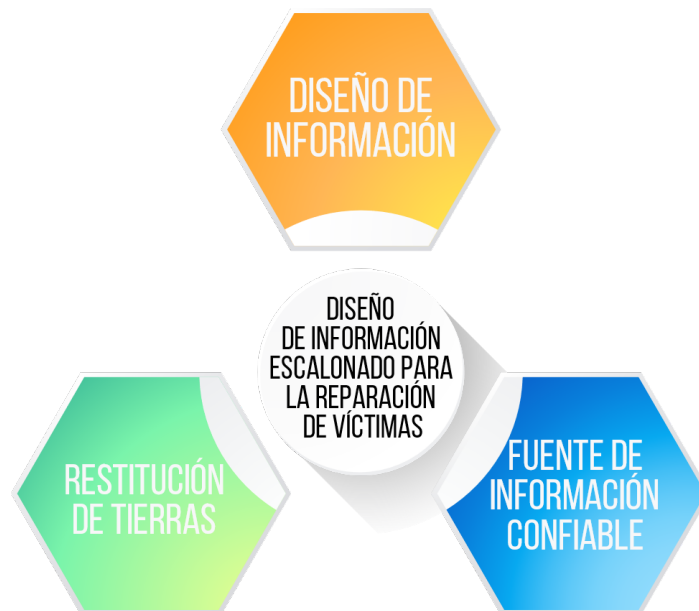 DISEÑO DE
INFORMACIÓN
DISEÑO
DE INFORMACIÓN
ESCALONADO PARA
LA REPARACIÓN
DE VÍCTIMAS
RESTITUCIÓN
DE TIERRAS
FUENTE DE
INFORMACIÓN
CONFIABLE